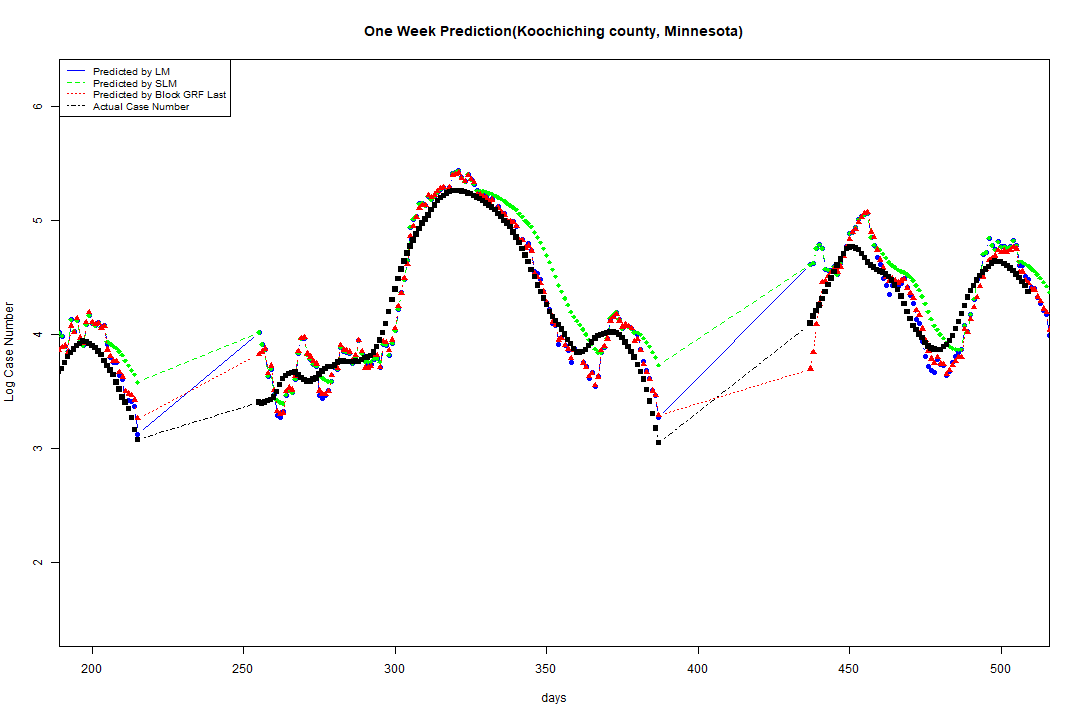 One Week Prediction(Koochiching county, Minnesota)
Predicted by LM
Predicted by SLM
Predicted by Block GRF Last
Actual Case Number
6
5
4
3
2
Log Case Number
200 250 300 350 400 450 500
days